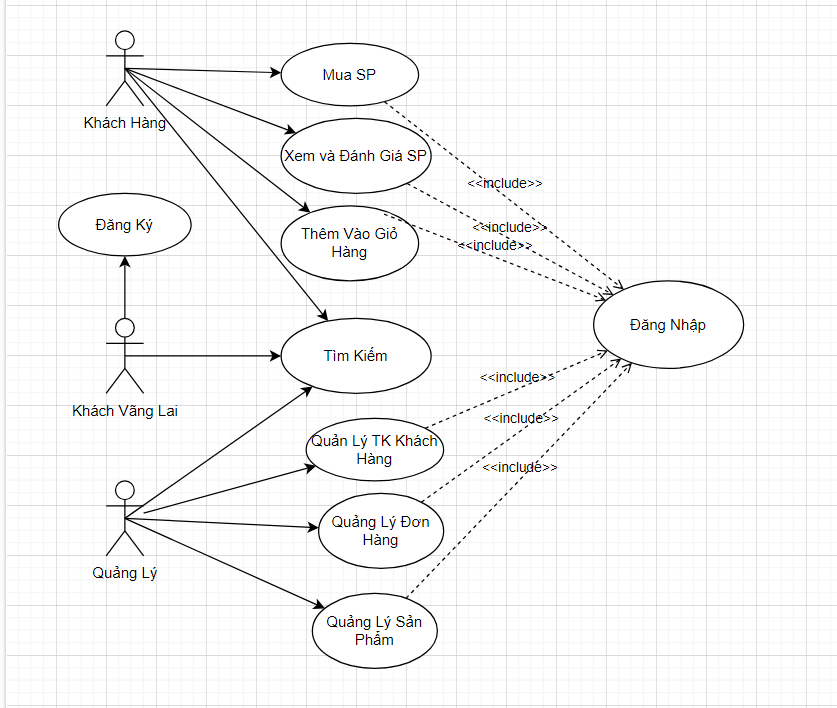 Mua SP
Khách Hàng
Xem và Đánh Giá SP
<<include>>
Đăng Ký
Thêm Vào Giỏ
Hàng
<<include>>
<<include>>
Đăng Nhập
Tìm Kiếm
Khách Vãng Lai
<<include>>
Quản Lý TK Khách
Hàng
<<include>>
<<include>>
Quảng Lý Đơn
Hàng
Quảng Lý
Quảng Lý Sản
Phẩm